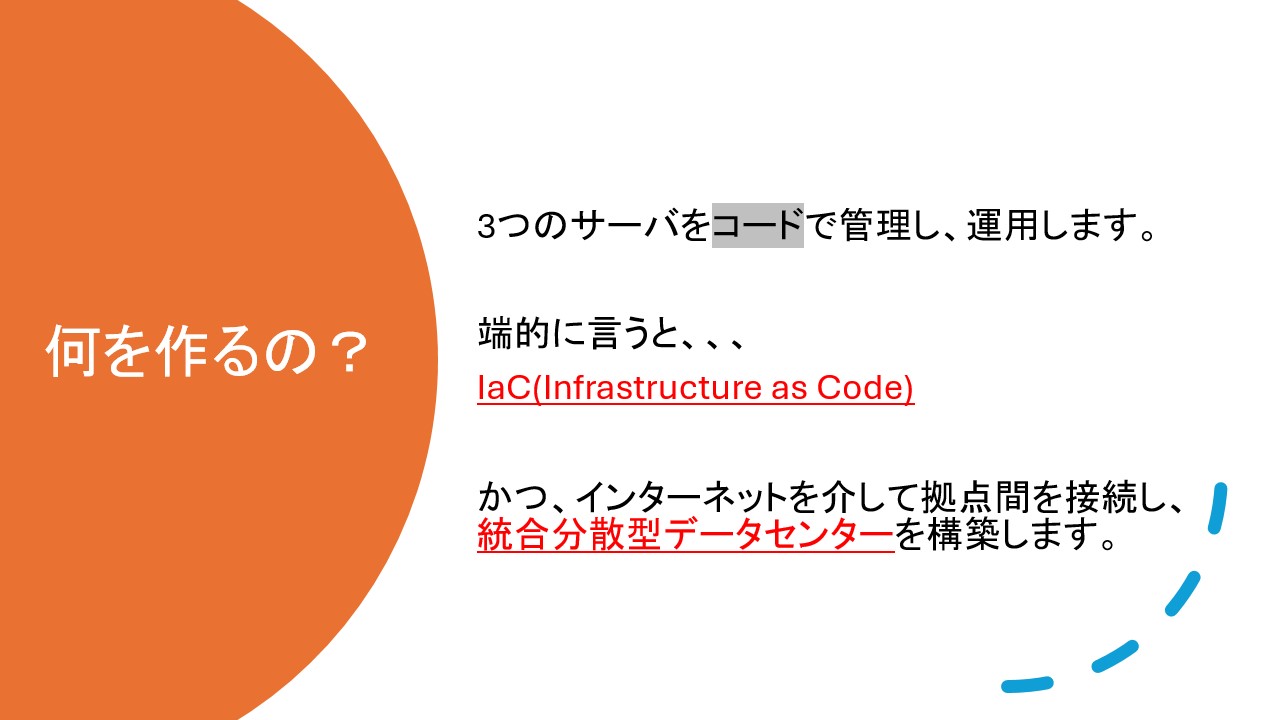 何を作るの？
3つのサーバをコードで管理し、運用します。
端的に言うと、、、
IaC(Infrastructure as Code)
かつ、インターネットを介して拠点間を接続し、
統合分散型データセンターを構築します。